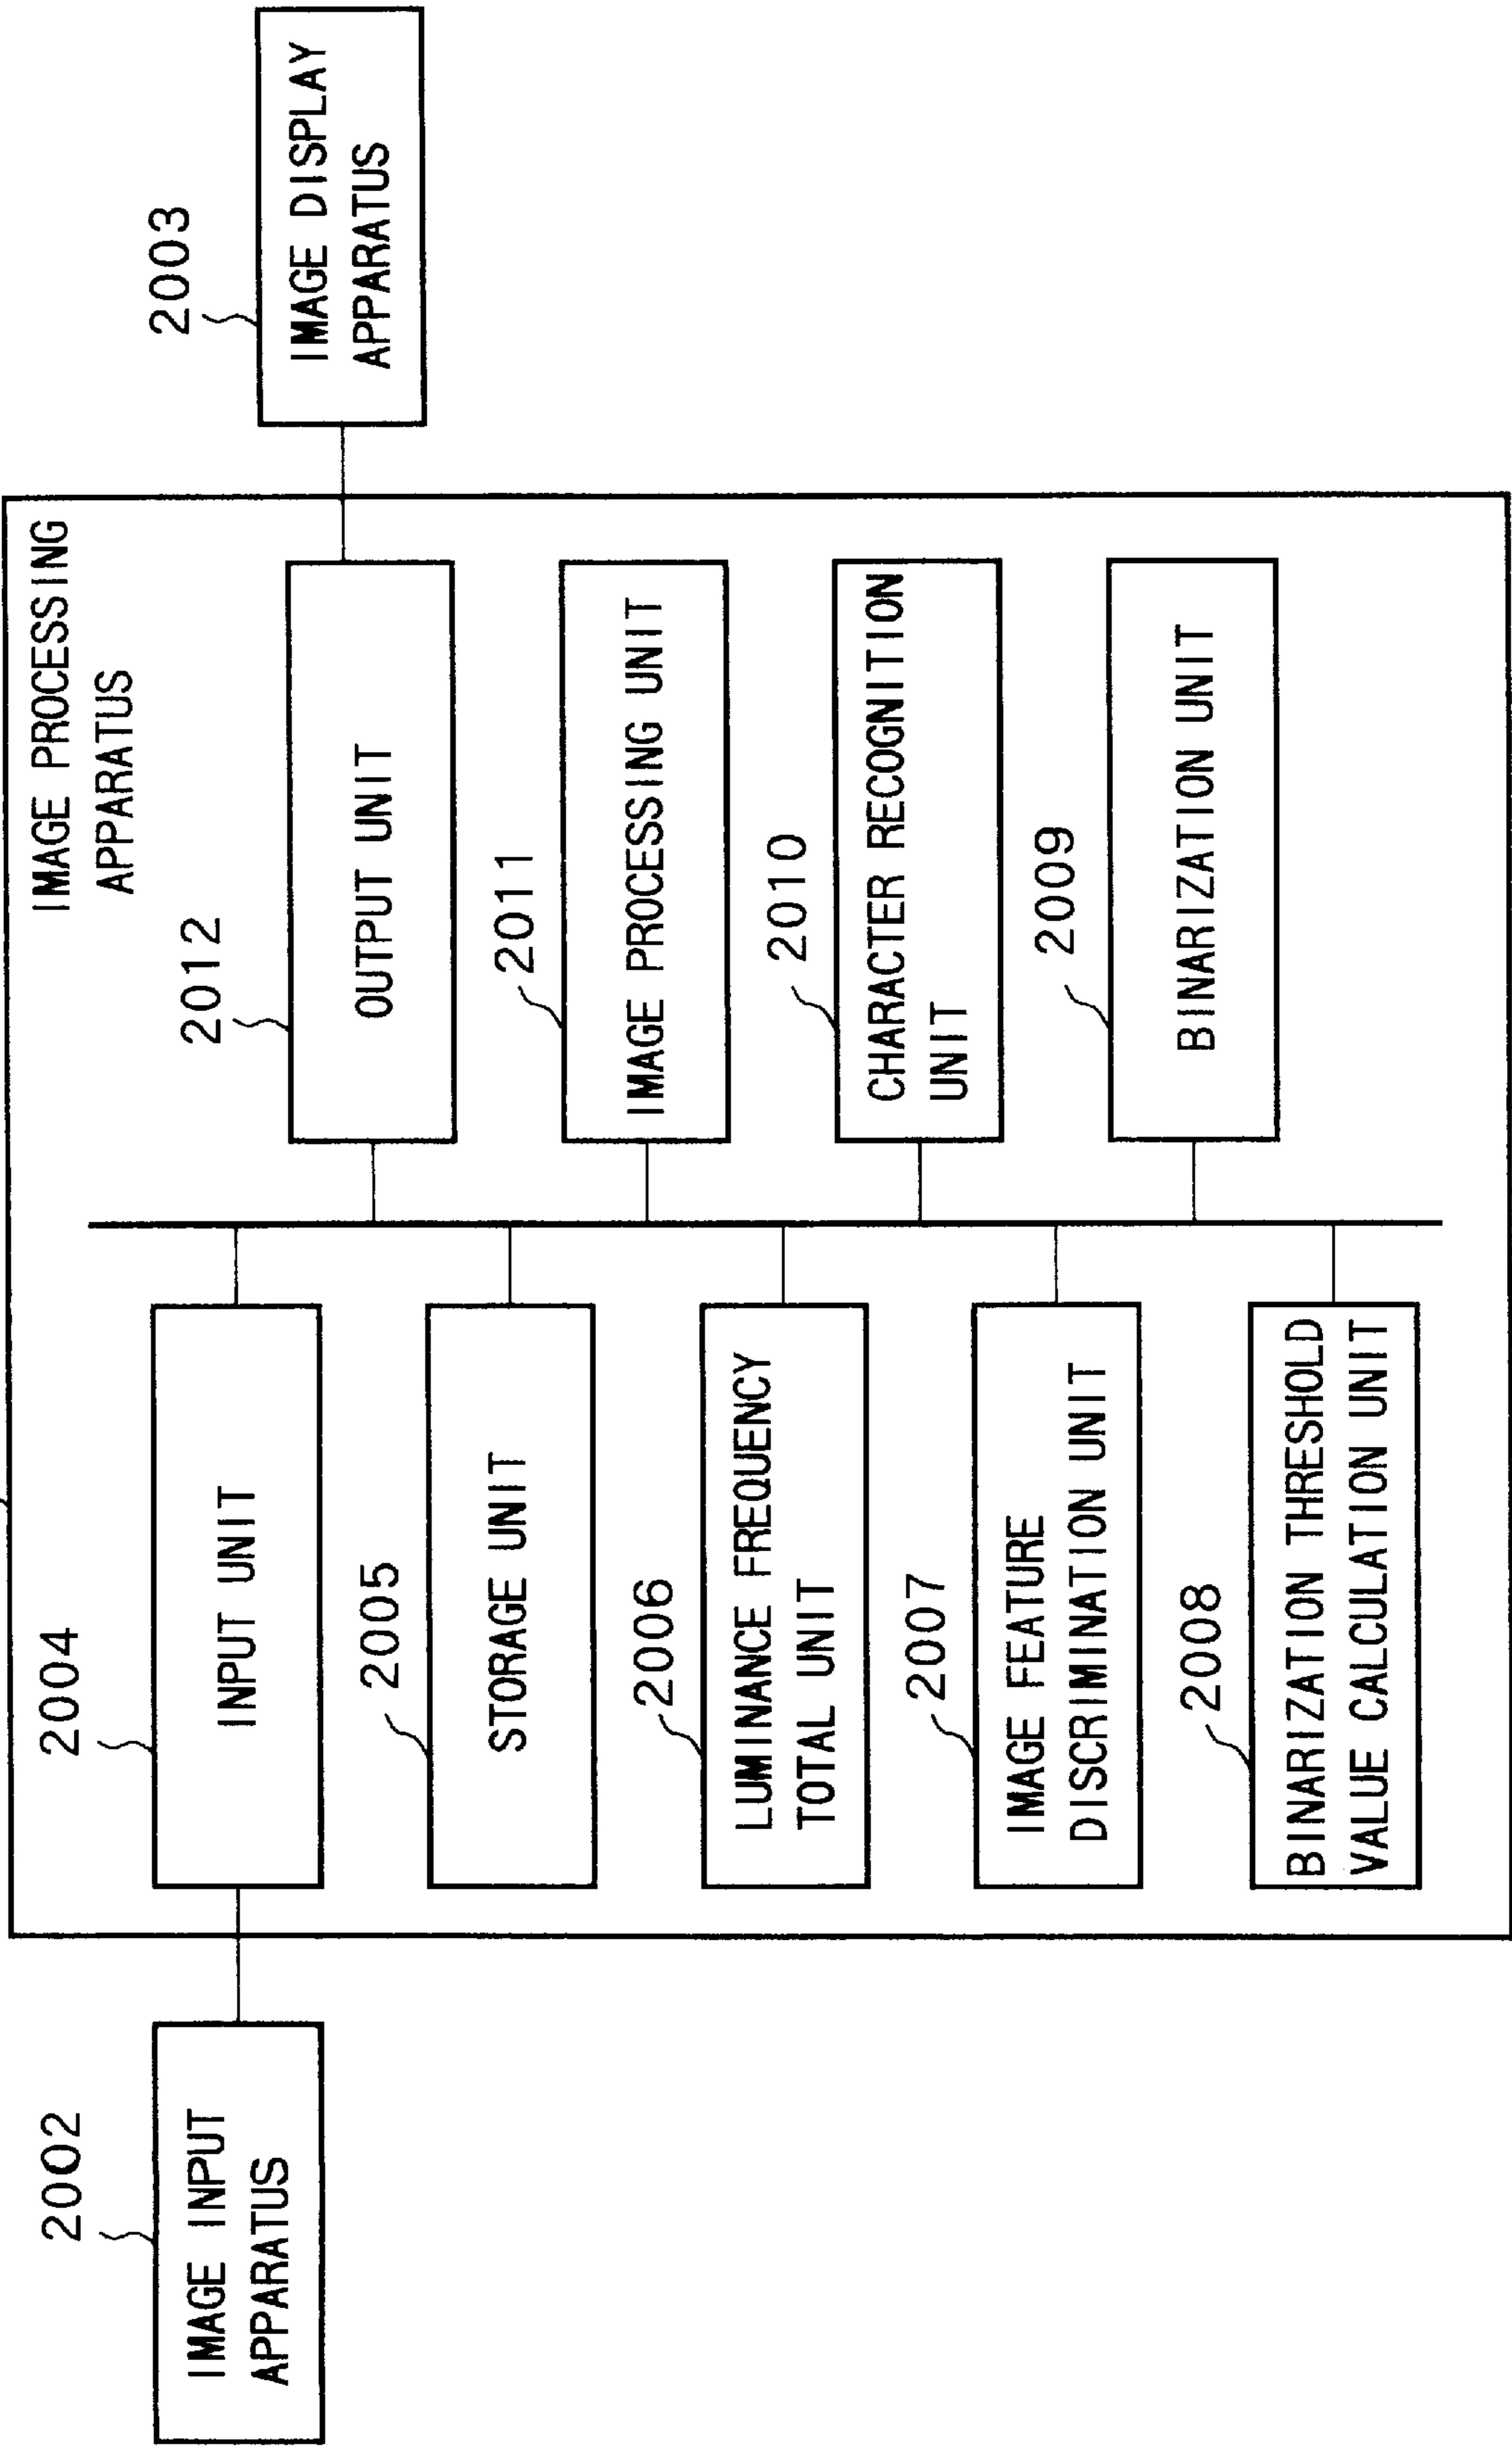 IMAGE PROCESSING
APPARATUS
2002
IMAGE INPUT
APPARATUS
2004
INPUT UNIT
2005
STORAGE UNIT
2006
LUMINANCE FREQUENCY
TOTAL UNIT
2007
IMAGE FEATURE
DISCRIMINATION UNIT
2008
BINARIZATION THRESHOLD
VALUE CALCULATION UNIT
2012
OUTPUT UNIT
2011
IMAGE PROCESSING UNIT
2010
CHARACTER RECOGNITION
UNIT
2009
BINARIZATION UNIT
2003
IMAGE DISPLAY
APPARATUS